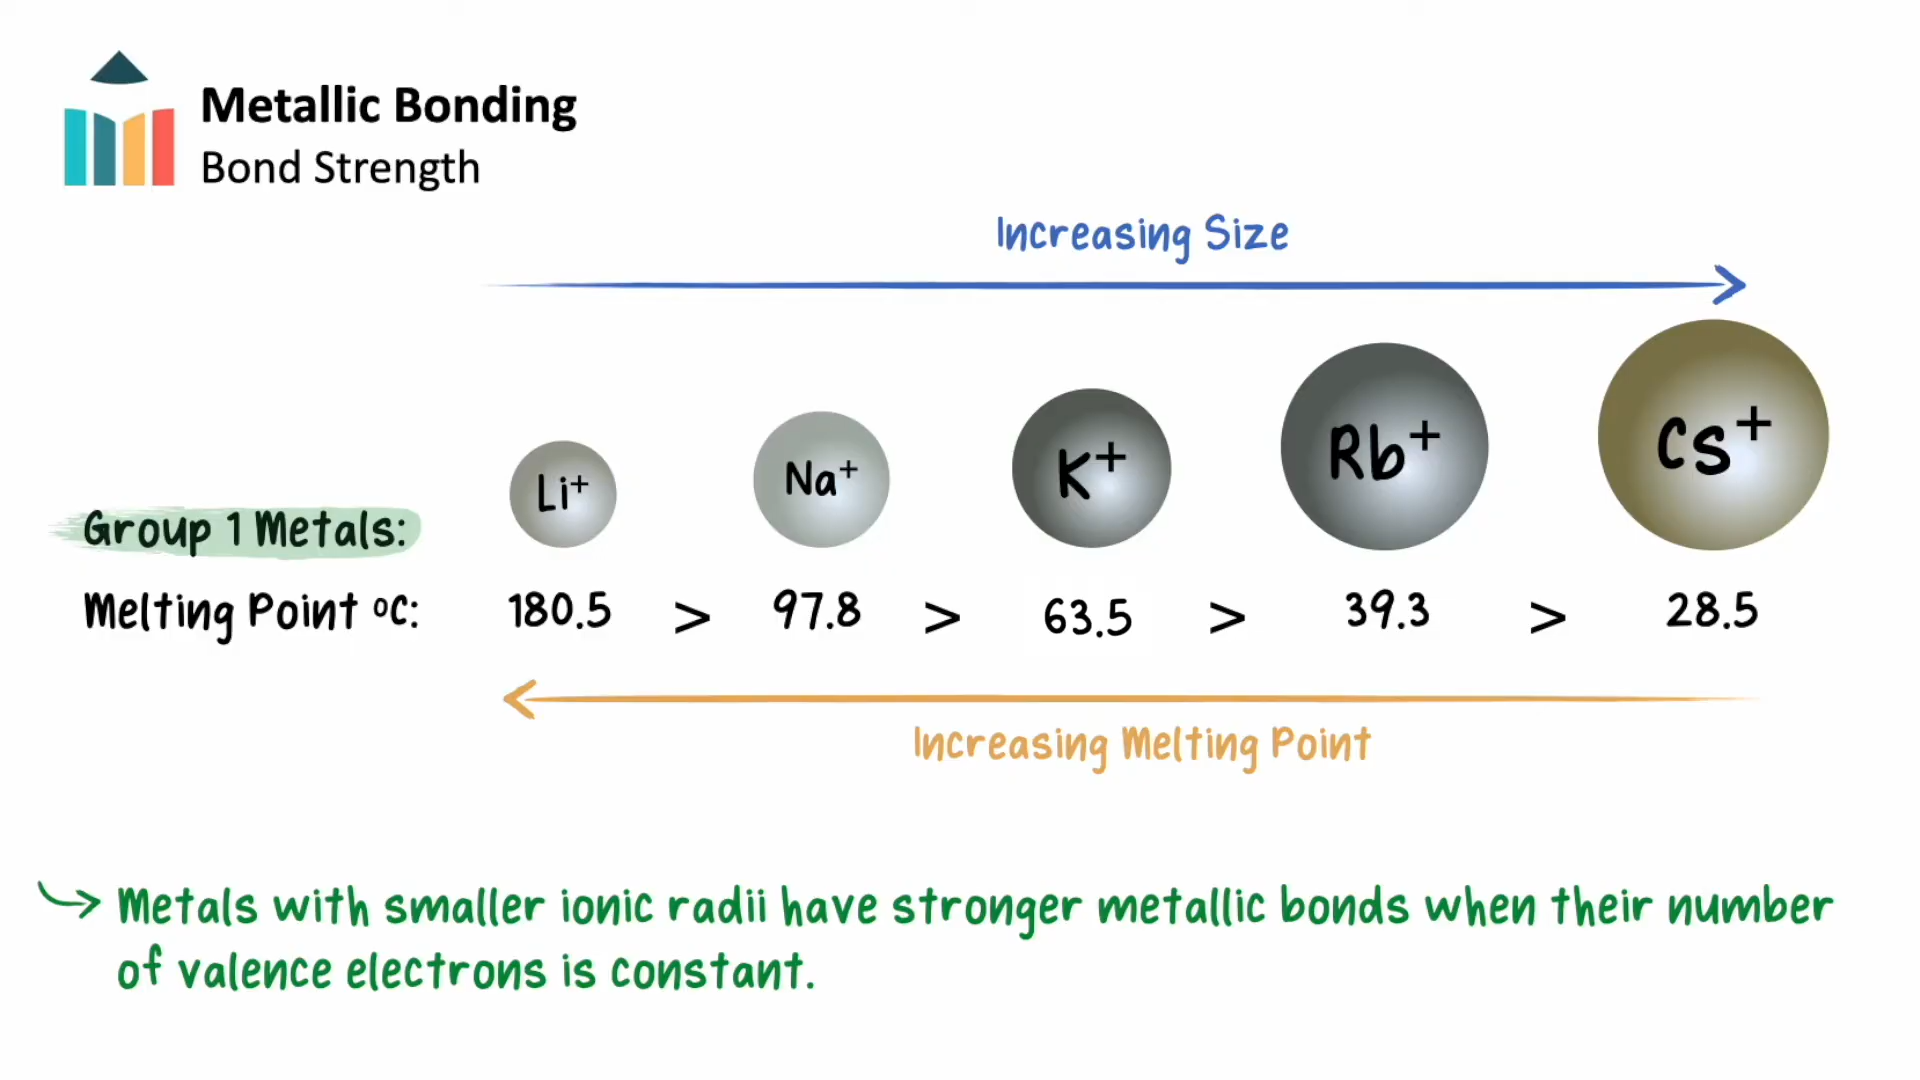 Metallic Bonding
Bond Strength
Increasing Size
Li⁺ Na⁺ K⁺ Rb⁺ Cs⁺
Group 1 Metals:
Melting Point ºC: 180.5 > 97.8 > 63.5 > 39.3 > 28.5
Increasing Melting Point
Metals with smaller ionic radii have stronger metallic bonds when their number
of valence electrons is constant.